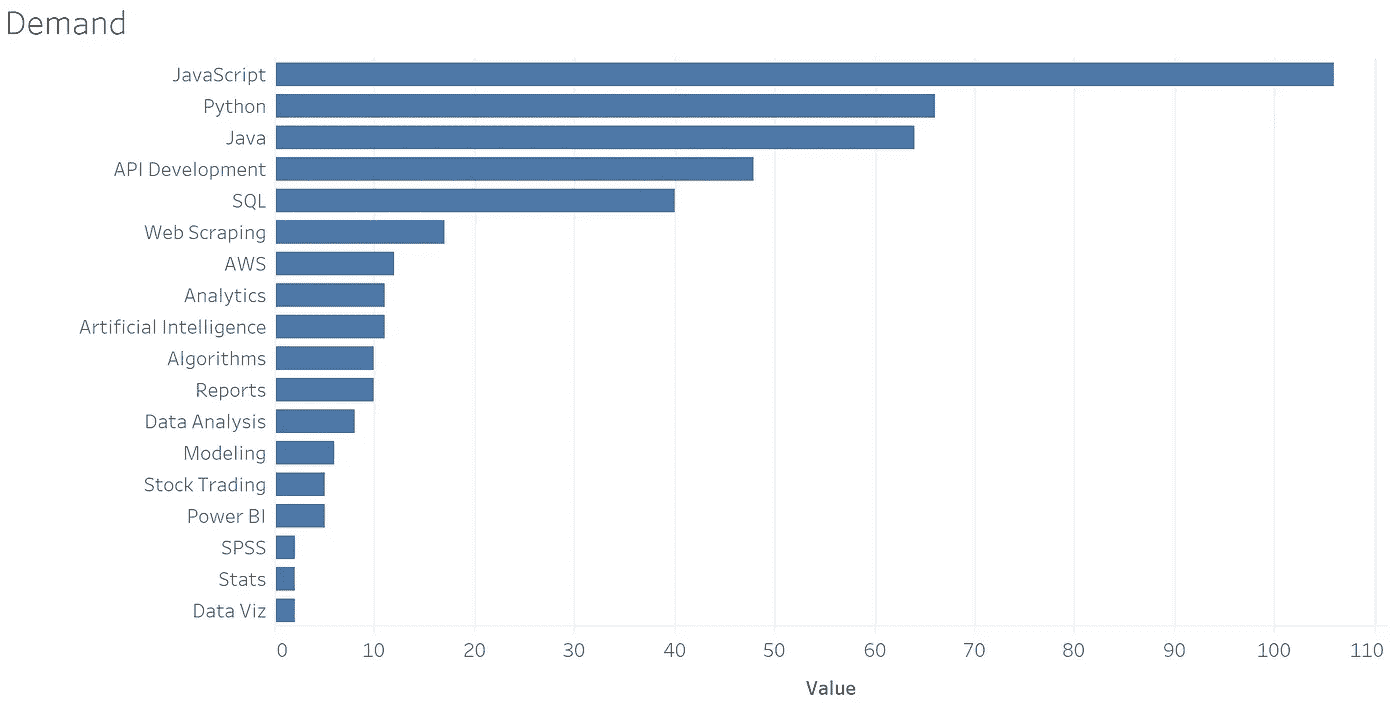 Demand
JavaScript
Python
Java
API Development
SQL
Web Scraping
AWS
Analytics
Artificial Intelligence
Algorithms
Reports
Data Analysis
Modeling
Stock Trading
Power BI
SPSS
Stats
Data Viz
0 10 20 30 40 50 60 70 80 90 100 110
Value